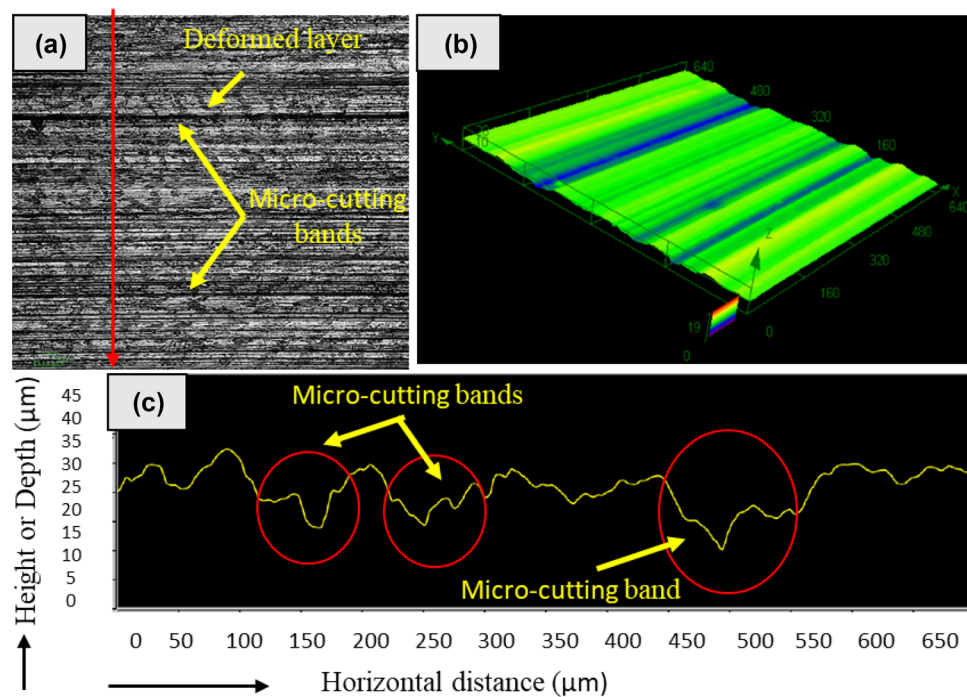 (a)
Deformed layer
Micro-cutting
bands
(b)
640
480
320
160
0
X
640
480
320
160
Y
Z
19
0
(c)
Micro-cutting bands
Micro-cutting band
Height or Depth (μm)
45
40
35
30
25
20
15
10
5
0
0 50 100 150 200 250 300 350 400 450 500 550 600 650
Horizontal distance (μm)